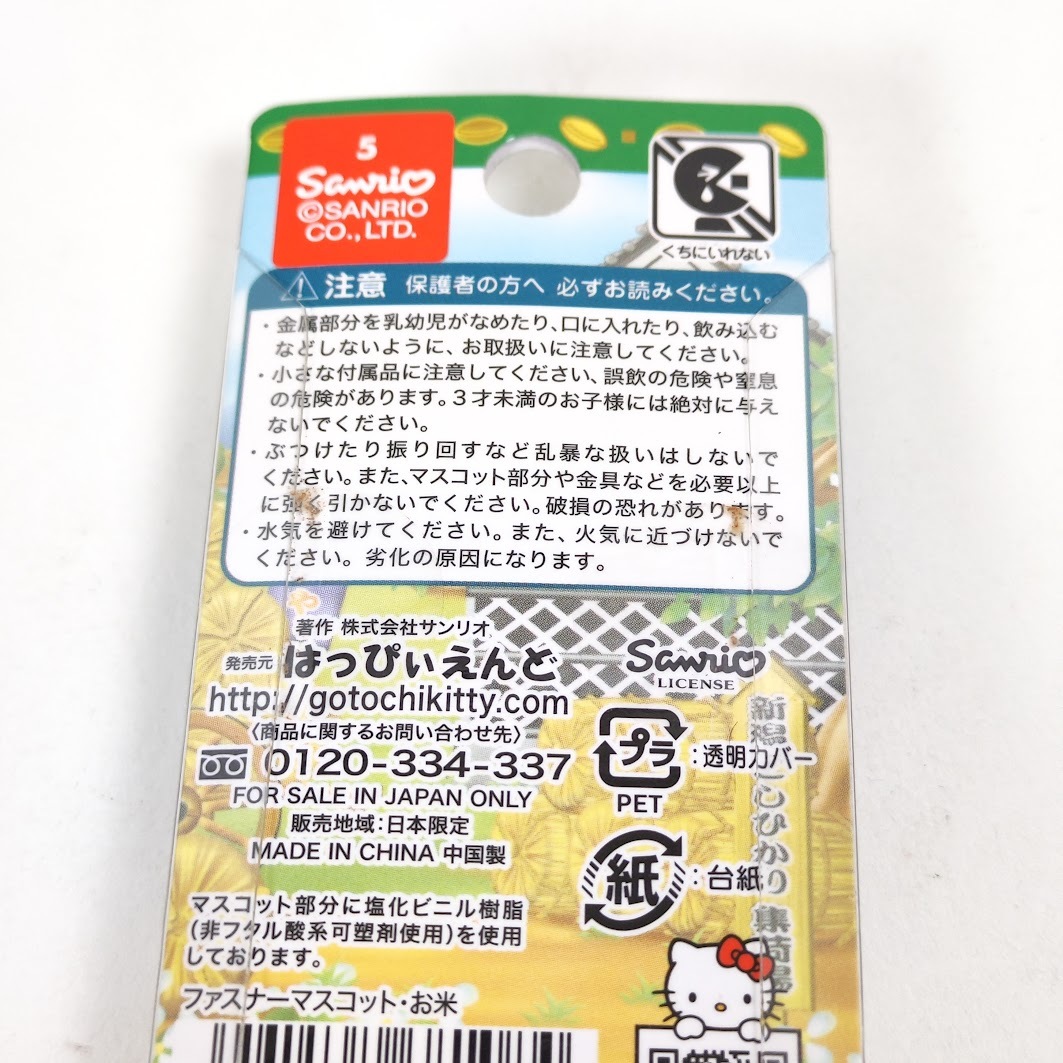 5
Sanrio
©SANRIO
CO., LTD.
くちにいれない
注意 保護者の方へ 必ずお読みください。
・金属部分を乳幼児がなめたり、口に入れたり、飲み込む
などしないように、お取扱いに注意してください。
・小さな付属品に注意してください、誤飲の危険や窒息
の危険があります。3才未満のお子様には絶対に与え
ないでください。
・ぶつけたり振り回すなど乱暴な扱いはしないで
ください。また、マスコット部分や金具などを必要以上
に強く引かないでください。破損の恐れがあります。
・水気を避けてください。また、火気に近づけないで
ください。劣化の原因になります。
や
著作 株式会社サンリオ
発売元 はっぴぃえんど
http://gotochikitty.com
〈商品に関するお問い合わせ先〉
0120-334-337
FOR SALE IN JAPAN ONLY
販売地域:日本限定
MADE IN CHINA 中国製
Sanrio
LICENSE
プラ:透明カバー
PET
紙:台紙
新潟こしひかり 集荷場
マスコット部分に塩化ビニル樹脂
(非フタル酸系可塑剤使用)を使用
しております。
ファスナーマスコット・お米